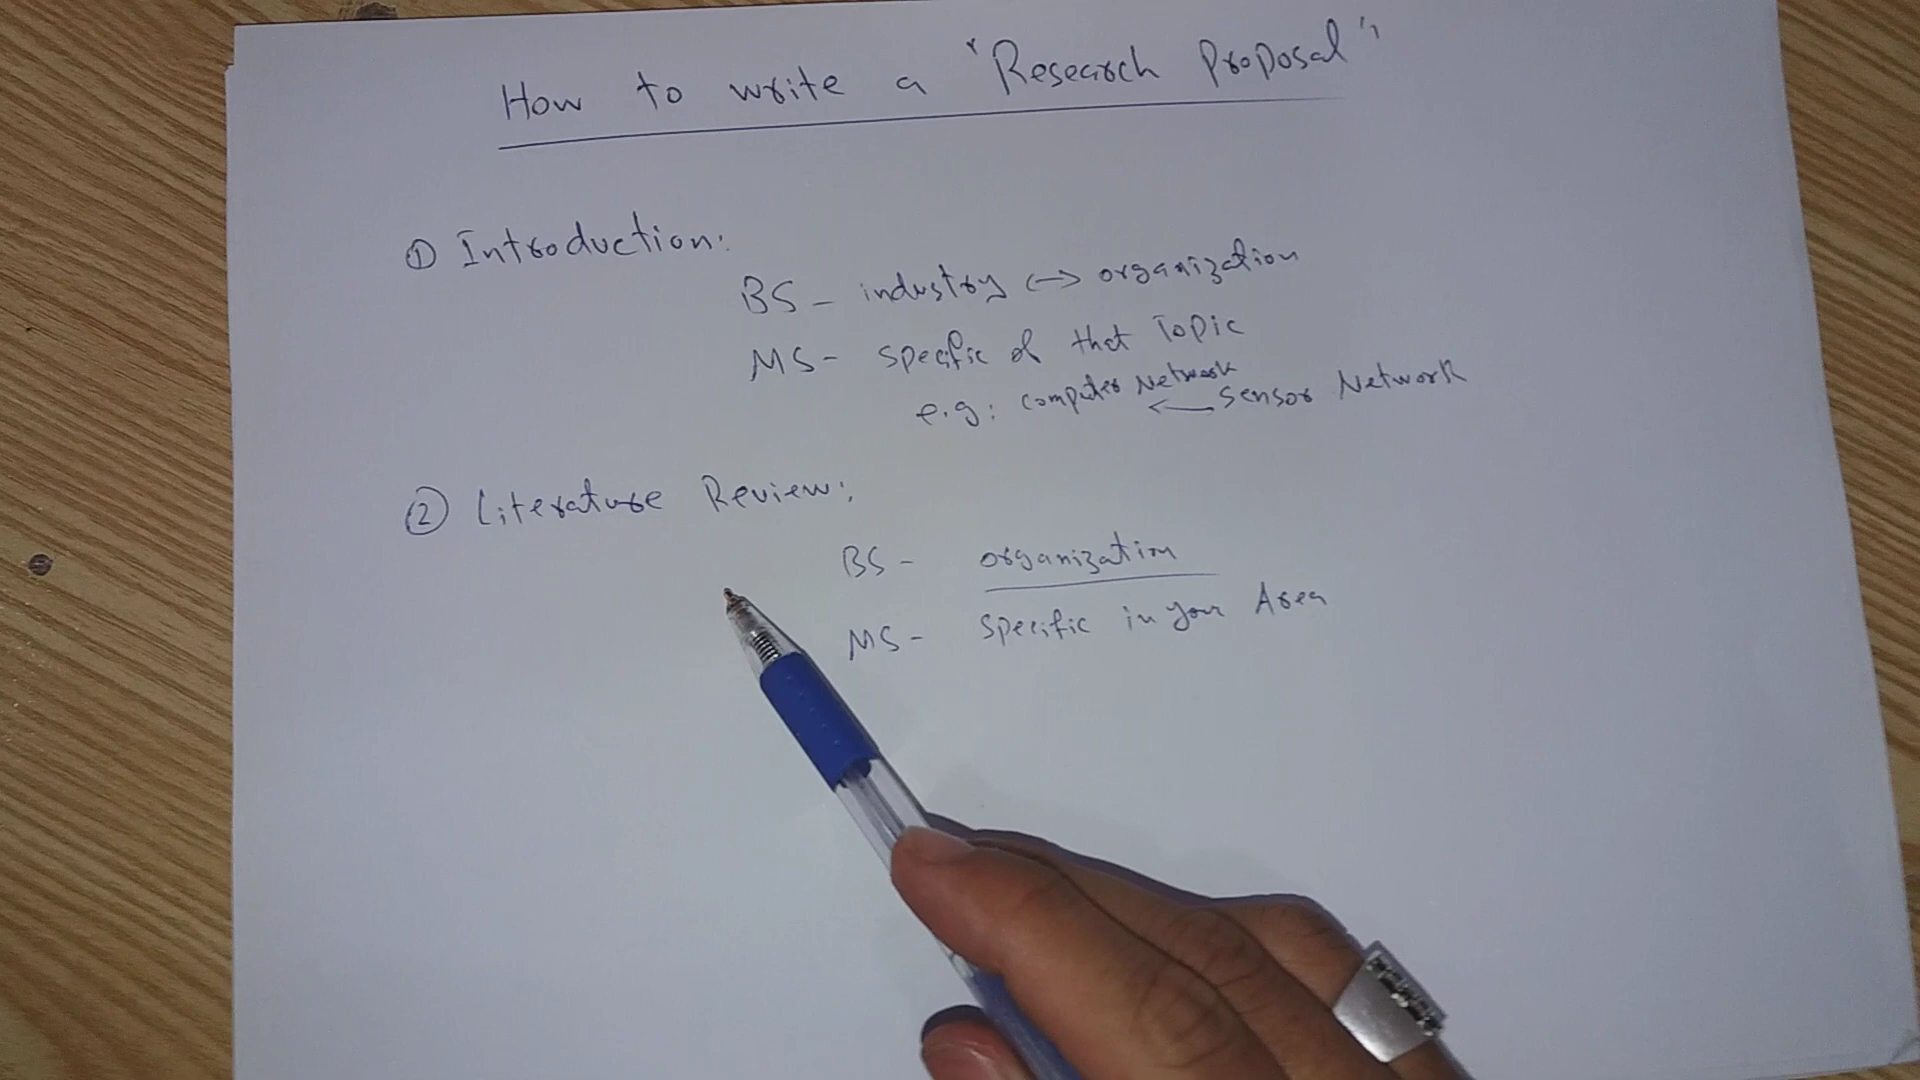 How to write a "Research Proposal"
① Introduction:
BS - industry <-> organization
MS - Specific of that Topic
e.g: Computer Network <- Sensor Network
② Literature Review:
BS - organization
MS - Specific in your Area